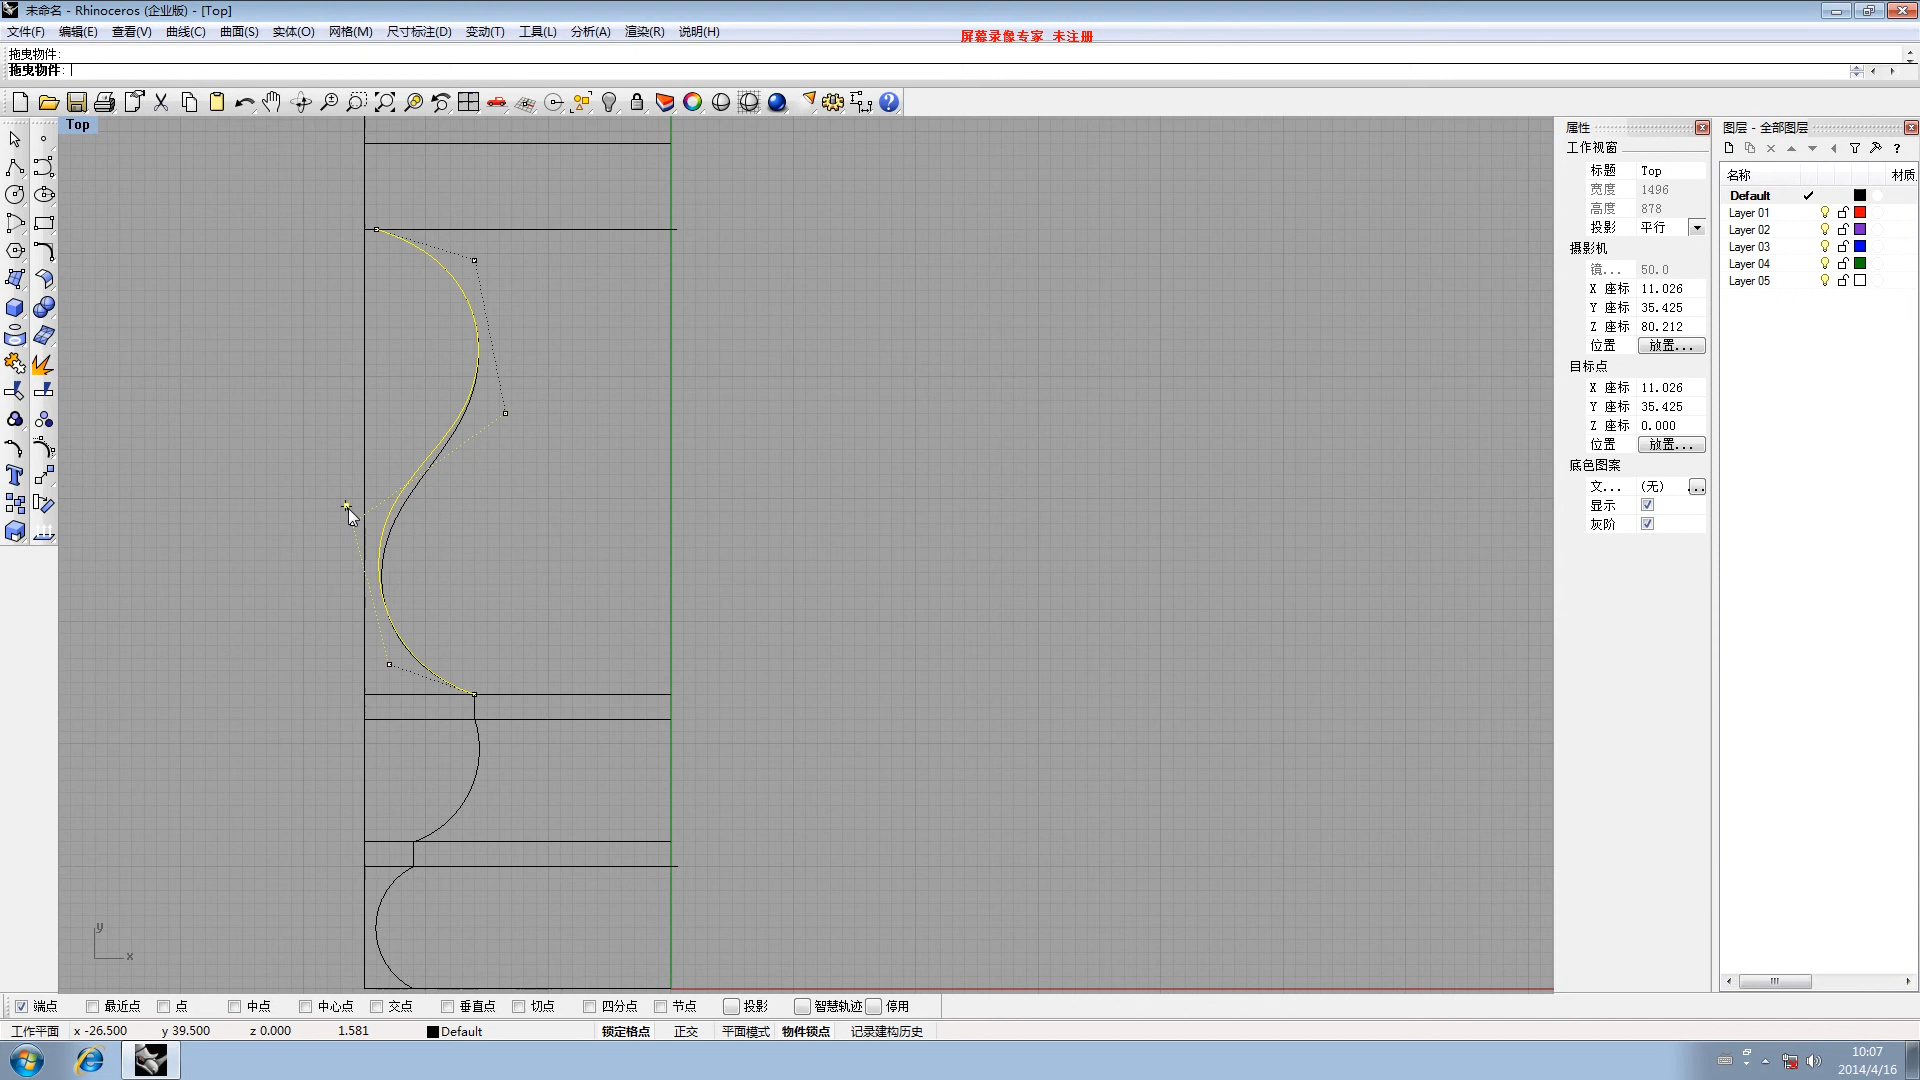 未命名 - Rhinoceros (企业版) - [Top]
文件(F) 编辑(E) 查看(V) 曲线(C) 曲面(S) 实体(O) 网格(M) 尺寸标注(D) 变动(T) 工具(L) 分析(A) 渲染(R) 说明(H)
屏幕录像专家 未注册
拖曳物件:
拖曳物件:
Top
属性
工作视窗
标题 Top
宽度 1496
高度 878
投影 平行
摄影机
镜... 50.0
X 座标 11.026
Y 座标 35.425
Z 座标 80.212
位置 放置...
目标点
X 座标 11.026
Y 座标 35.425
Z 座标 0.000
位置 放置...
底色图案
文... (无) ...
显示
灰阶
图层 - 全部图层
名称 材质
Default
Layer 01
Layer 02
Layer 03
Layer 04
Layer 05
y
x
端点 最近点 点 中点 中心点 交点 垂直点 切点 四分点 节点 投影 智慧轨迹 停用
工作平面 x -26.500 y 39.500 z 0.000 1.581 Default 锁定格点 正交 平面模式 物件锁点 记录建构历史
10:07
2014/4/16